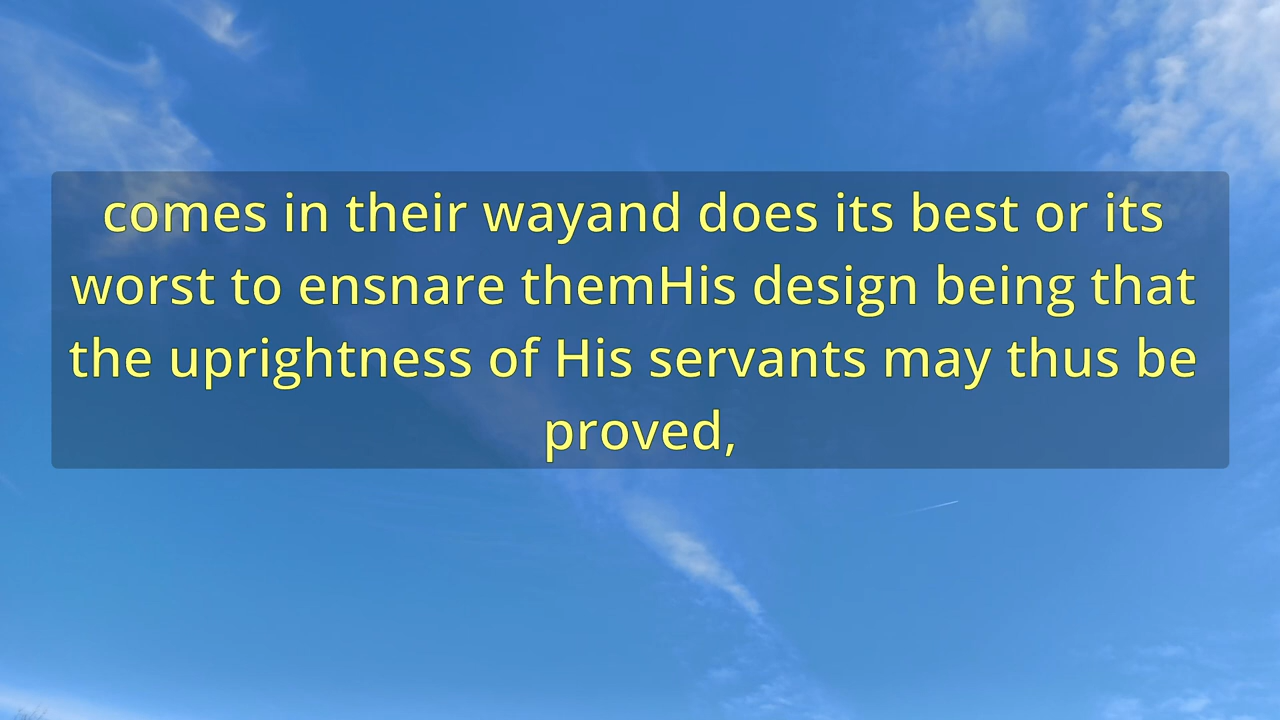 comes in their wayand does its best or its
worst to ensnare themHis design being that
the uprightness of His servants may thus be
proved,